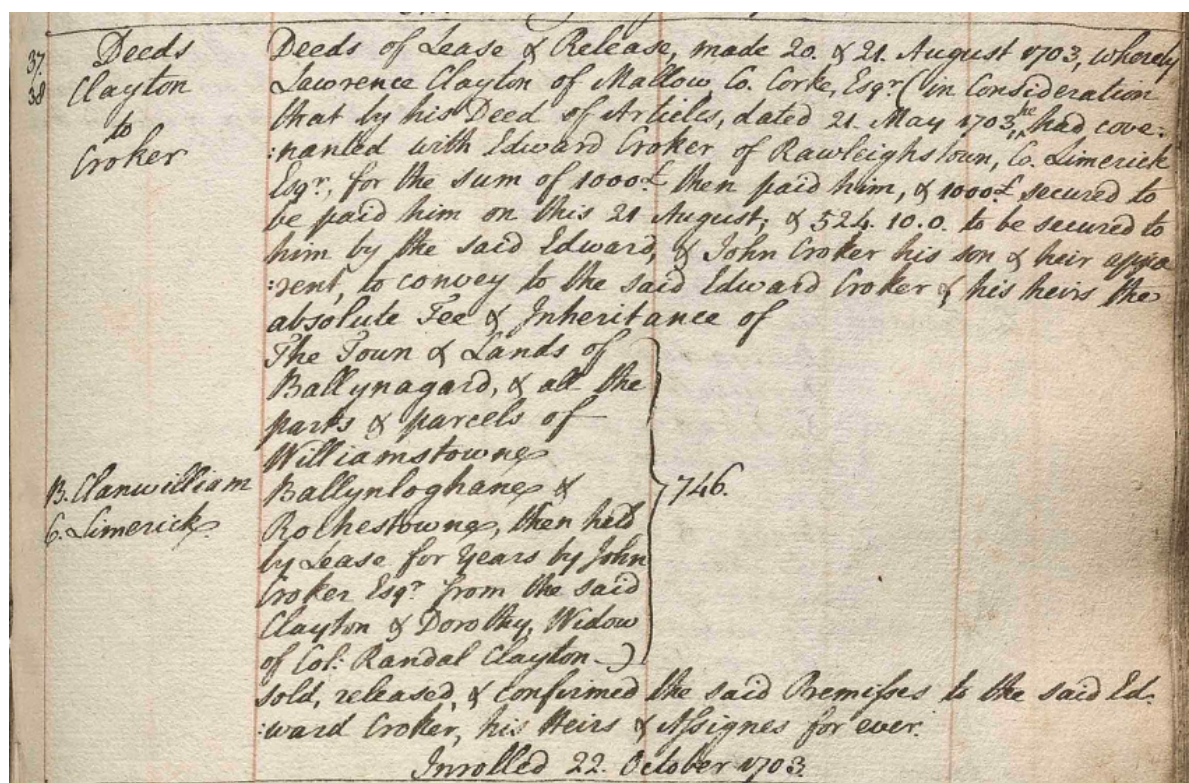 37.
38
Deeds
Clayton
to
Croker
Deeds of Lease & Release, made 20. & 21. August 1703, whereby
Lawrence Clayton of Mallow Co. Corke, Esqr. (in Consideration
that by his Deed of Articles, dated 21. May 1703, he had cove:
:nanted with Edward Croker of Rawleighstown, Co. Limerick
Esqr., for the sum of 1000£ then paid him, & 1000£ secured to
be paid him on this 21 August; & 524. 10. 0. to be secured to
him by the said Edward, & John Croker his son & heir appa
:rent, to convey to the said Edward Croker & his heirs the
absolute Fee & Inheritance of
The Town & Lands of
Ballynagard, & all the
parts & parcels of
Williamstowne
Ballynloghane &
Rochestowne, then held
by Lease for Years by John
Croker Esqr. from the said
Clayton & Dorothy, Widow
of Col: Randal Clayton -)
746.
B. Clanwilliam
C. Limerick
sold, released, & confirmed the said Premisses to the said Ed:
:ward Croker, his Heirs & Assignes for ever.
Inrolled 22. October 1703.